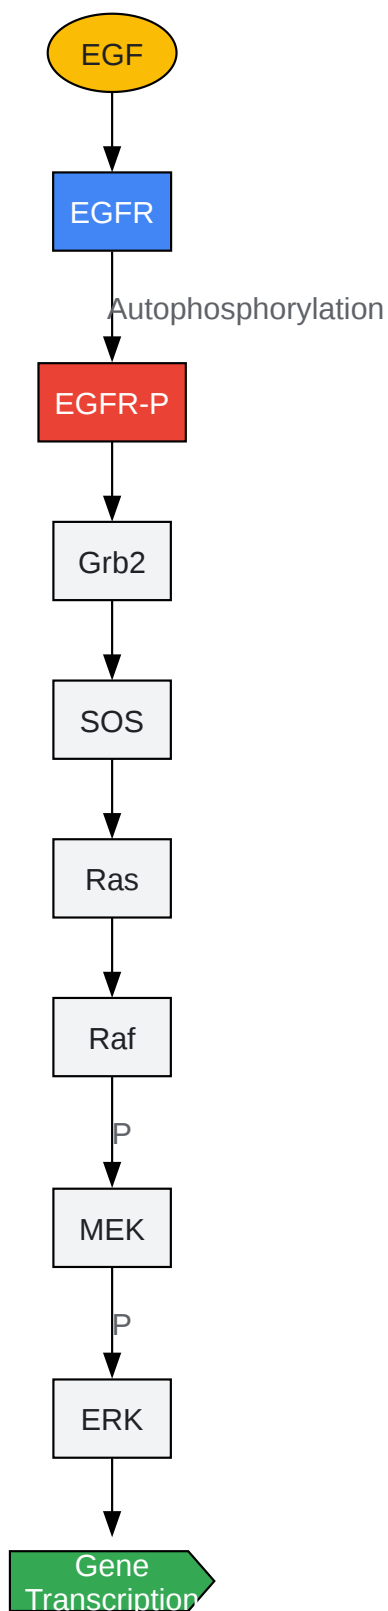 EGF
EGFR
Autophosphorylation
EGFR-P
Grb2
SOS
Ras
Raf
P
MEK
P
ERK
Gene
Transcription